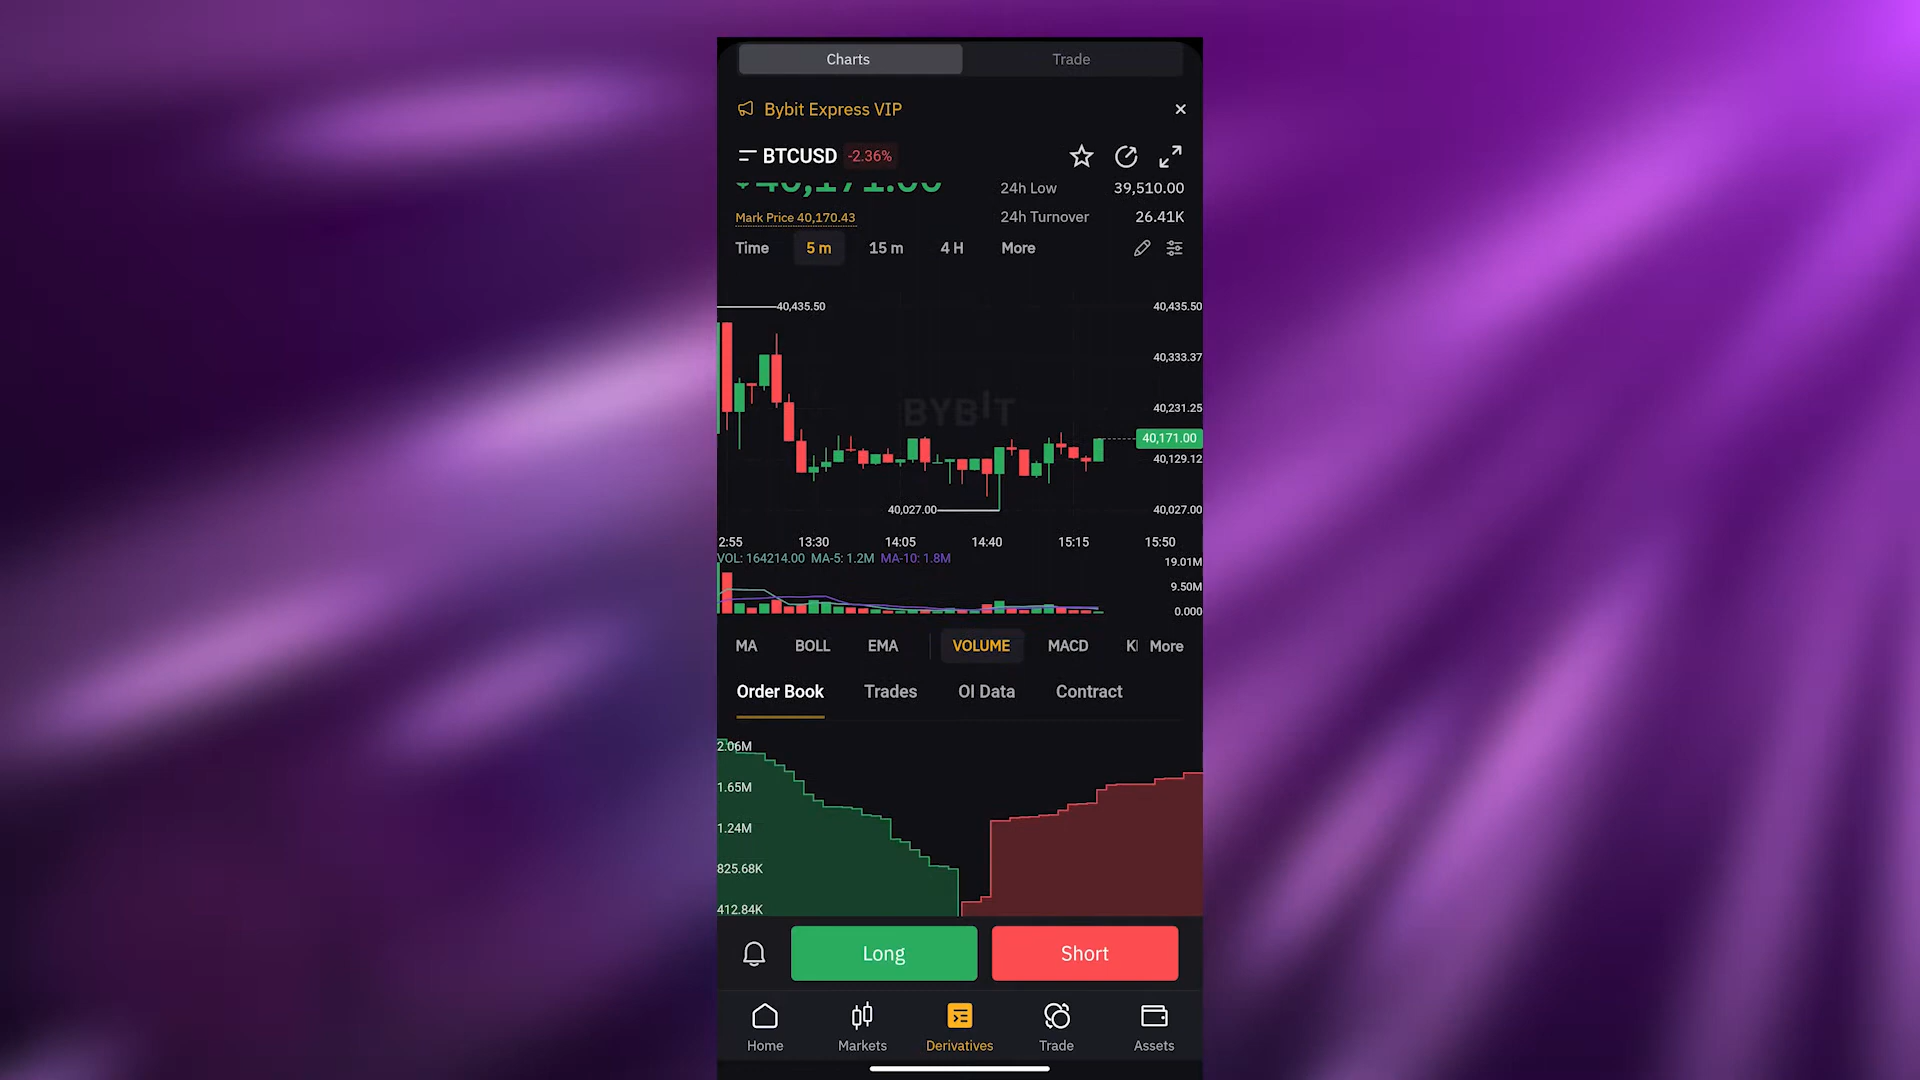 Charts Trade
Bybit Express VIP
BTCUSD -2.36%
40,171.00 24h Low 39,510.00
Mark Price 40,170.43 24h Turnover 26.41K
Time 5 m 15 m 4 H More
40,435.50 40,435.50
40,333.37
BYBIT 40,231.25
40,171.00
40,129.12
40,027.00 40,027.00
2:55 13:30 14:05 14:40 15:15 15:50
VOL: 164214.00 MA-5: 1.2M MA-10: 1.8M 19.01M
9.50M
0.000
MA BOLL EMA VOLUME MACD K More
Order Book Trades OI Data Contract
2.06M
1.65M
1.24M
825.68K
412.84K
Long Short
Home Markets Derivatives Trade Assets